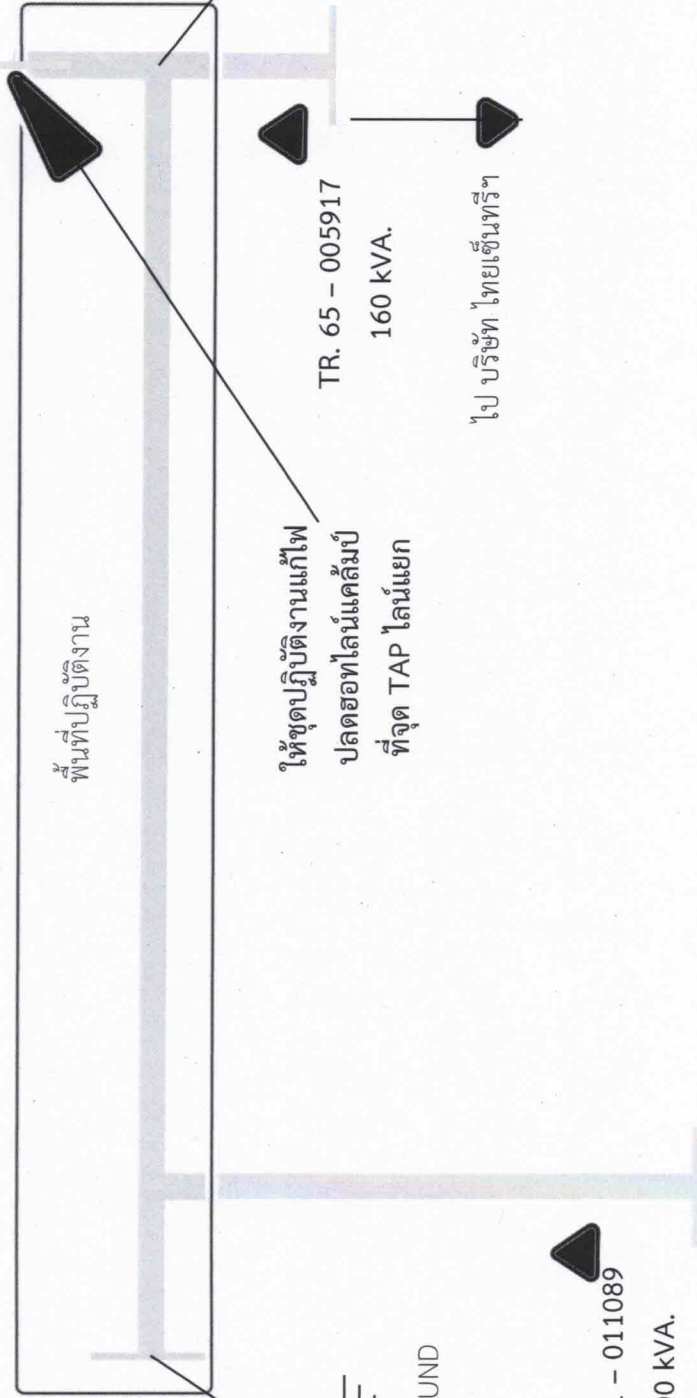 พื้นที่ปฏิบัติงาน
ให้ชุดปฏิบัติงานแก้ไฟ
ปลดฮอทไลน์แคล้มป์
ที่จุด TAP ไลน์แยก
TR. 65 – 005917
160 kVA.
ไป บริษัท ไทยเซ็นทรีฯ
UND
– 011089
00 kVA.